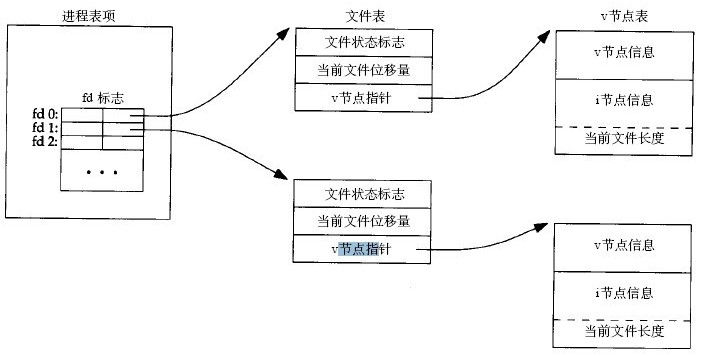 进程表项
fd 标志
fd 0:
fd 1:
fd 2:
• • •
文件表
文件状态标志
当前文件位移量
v节点指针
文件状态标志
当前文件位移量
v节点指针
v节点表
v节点信息
i节点信息
当前文件长度
v节点信息
i节点信息
当前文件长度